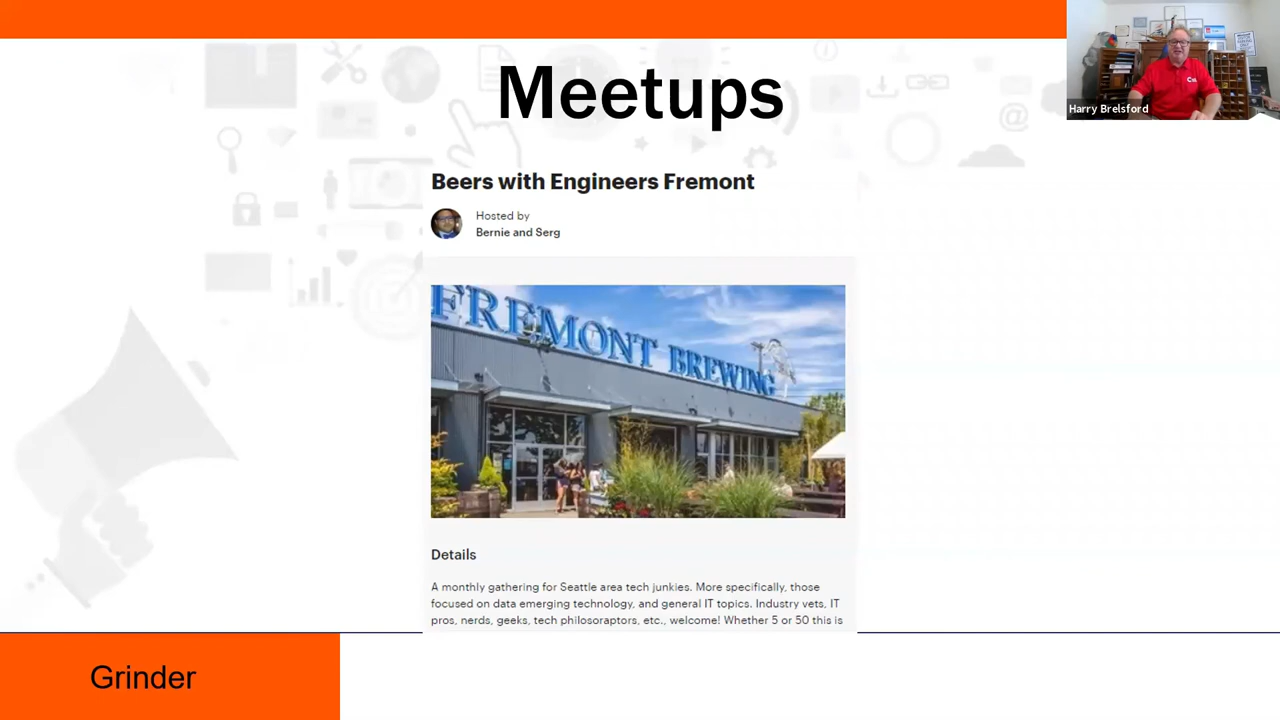 Meetups
Harry Brelsford
Beers with Engineers Fremont
Hosted by
Bernie and Serg
FREMONT BREWING
Details
A monthly gathering for Seattle area tech junkies. More specifically, those
focused on data emerging technology, and general IT topics. Industry vets, IT
pros, nerds, geeks, tech philosoraptors, etc., welcome! Whether 5 or 50 this is
Grinder